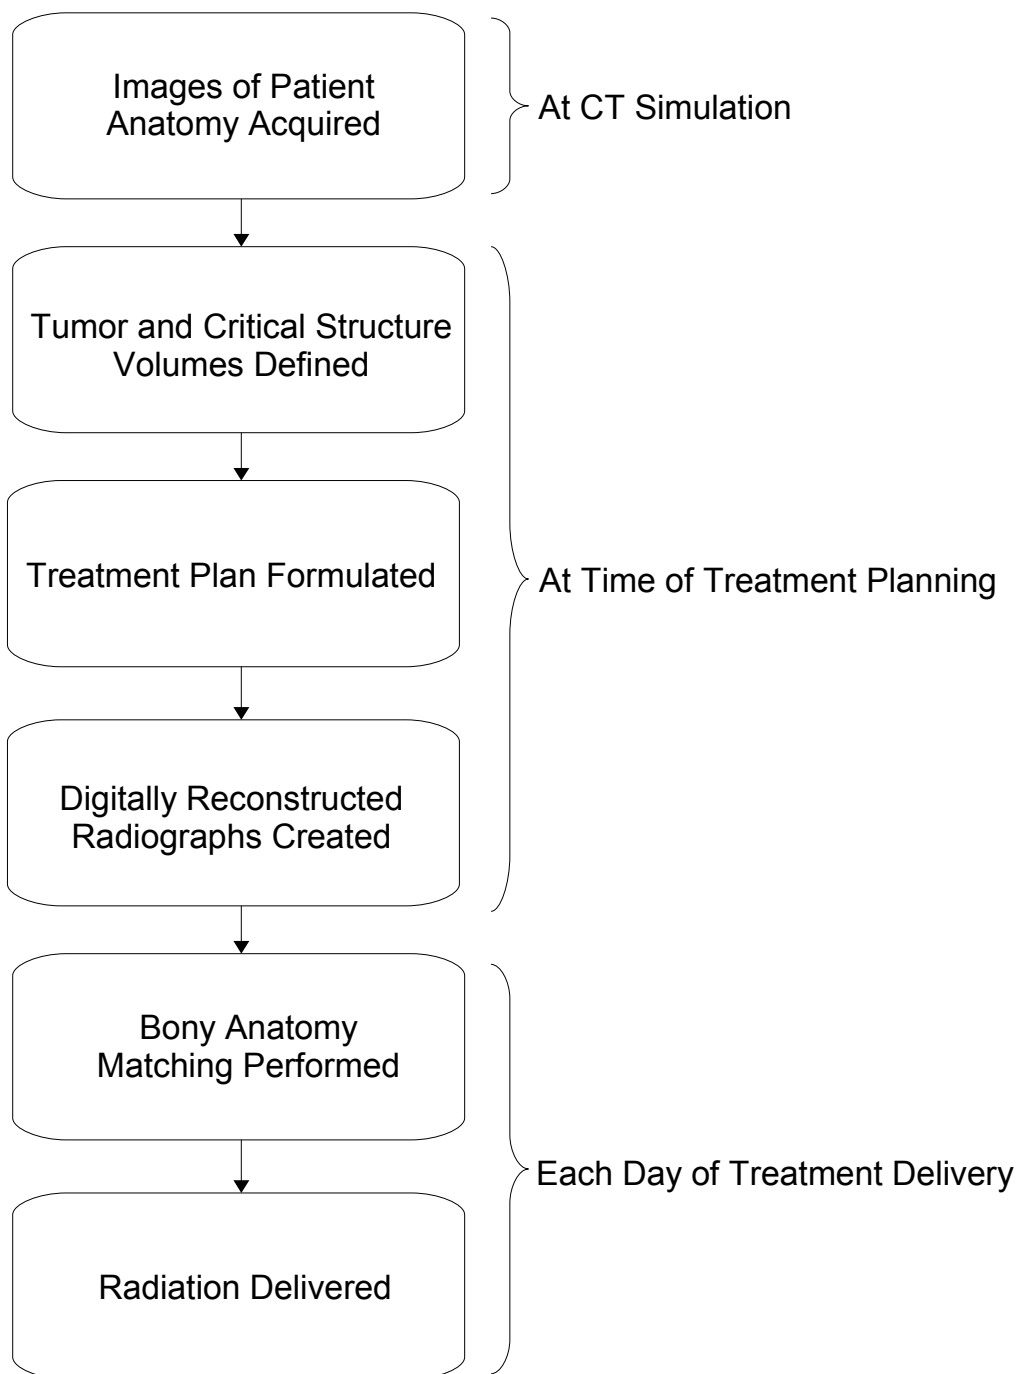 Images of Patient
Anatomy Acquired
At CT Simulation
Tumor and Critical Structure
Volumes Defined
Treatment Plan Formulated
At Time of Treatment Planning
Digitally Reconstructed
Radiographs Created
Bony Anatomy
Matching Performed
Each Day of Treatment Delivery
Radiation Delivered